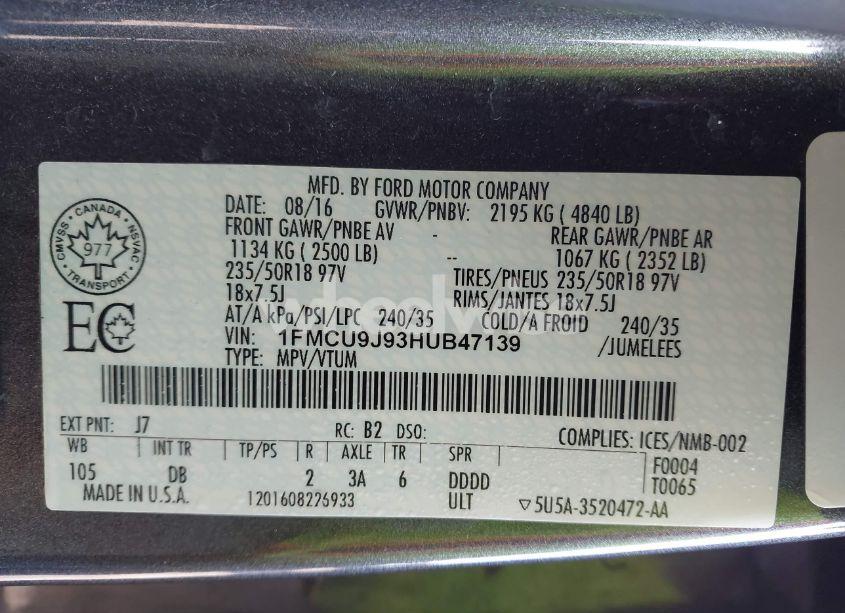 MFD. BY FORD MOTOR COMPANY
DATE: 08/16 GVWR/PNBV: 2195 KG ( 4840 LB)
FRONT GAWR/PNBE AV - REAR GAWR/PNBE AR
1134 KG ( 2500 LB) -- 1067 KG ( 2352 LB)
235/50R18 97V TIRES/PNEUS 235/50R18 97V
18x7.5J RIMS/JANTES 18x7.5J
AT/A kPa/PSI/LPC 240/35 COLD/A FROID 240/35
VIN: 1FMCU9J93HUB47139 /JUMELEES
TYPE: MPV/VTUM
CANADA
CMVSS
977
NSVAC
TRANSPORT
EC
EXT PNT: J7 RC: B2 DSO: COMPLIES: ICES/NMB-002
WB INT TR TP/PS R AXLE TR SPR F0004
105 DB 2 3A 6 DDDD T0065
MADE IN U.S.A. 1201608226933 ULT ▽5U5A-3520472-AA